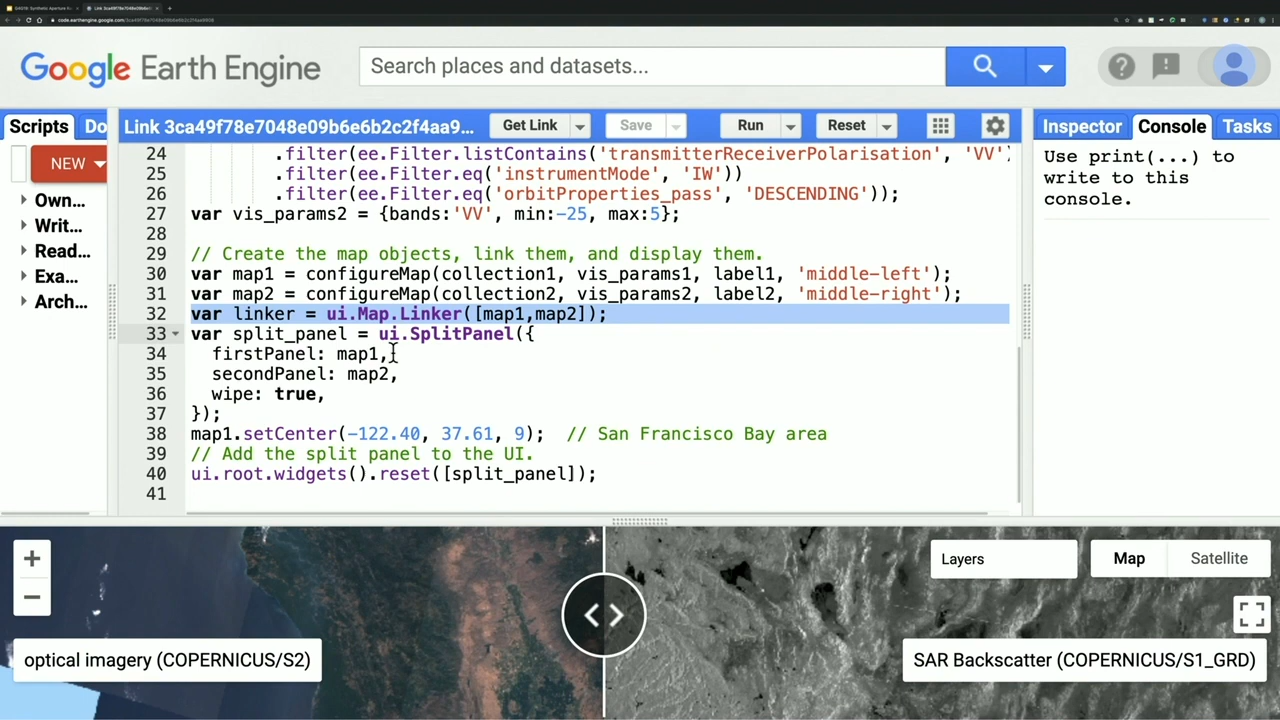 GAS16: Synthetic Aperture
Link 3ca49f78e7048e09b6e6b2c2f4aa9
Google Earth Engine
Search places and datasets...
Scripts
Do
Link 3ca49f78e7048e09b6e6b2c2f4aa9...
Get Link
Save
Run
Reset
Inspector
Console
Tasks
NEW
Own...
Writ...
Read...
Exa...
Arch...
24 .filter(ee.Filter.listContains('transmitterReceiverPolarisation', 'VV')
25 .filter(ee.Filter.eq('instrumentMode', 'IW'))
26 .filter(ee.Filter.eq('orbitProperties_pass', 'DESCENDING'));
27 var vis_params2 = {bands:'VV', min:-25, max:5};
28
29 // Create the map objects, link them, and display them.
30 var map1 = configureMap(collection1, vis_params1, label1, 'middle-left');
31 var map2 = configureMap(collection2, vis_params2, label2, 'middle-right');
32 var linker = ui.Map.Linker([map1,map2]);
33 var split_panel = ui.SplitPanel({
34 firstPanel: map1,
35 secondPanel: map2,
36 wipe: true,
37 });
38 map1.setCenter(-122.40, 37.61, 9); // San Francisco Bay area
39 // Add the split panel to the UI.
40 ui.root.widgets().reset([split_panel]);
41
Use print(...) to
write to this
console.
Layers
Map
Satellite
optical imagery (COPERNICUS/S2)
SAR Backscatter (COPERNICUS/S1_GRD)